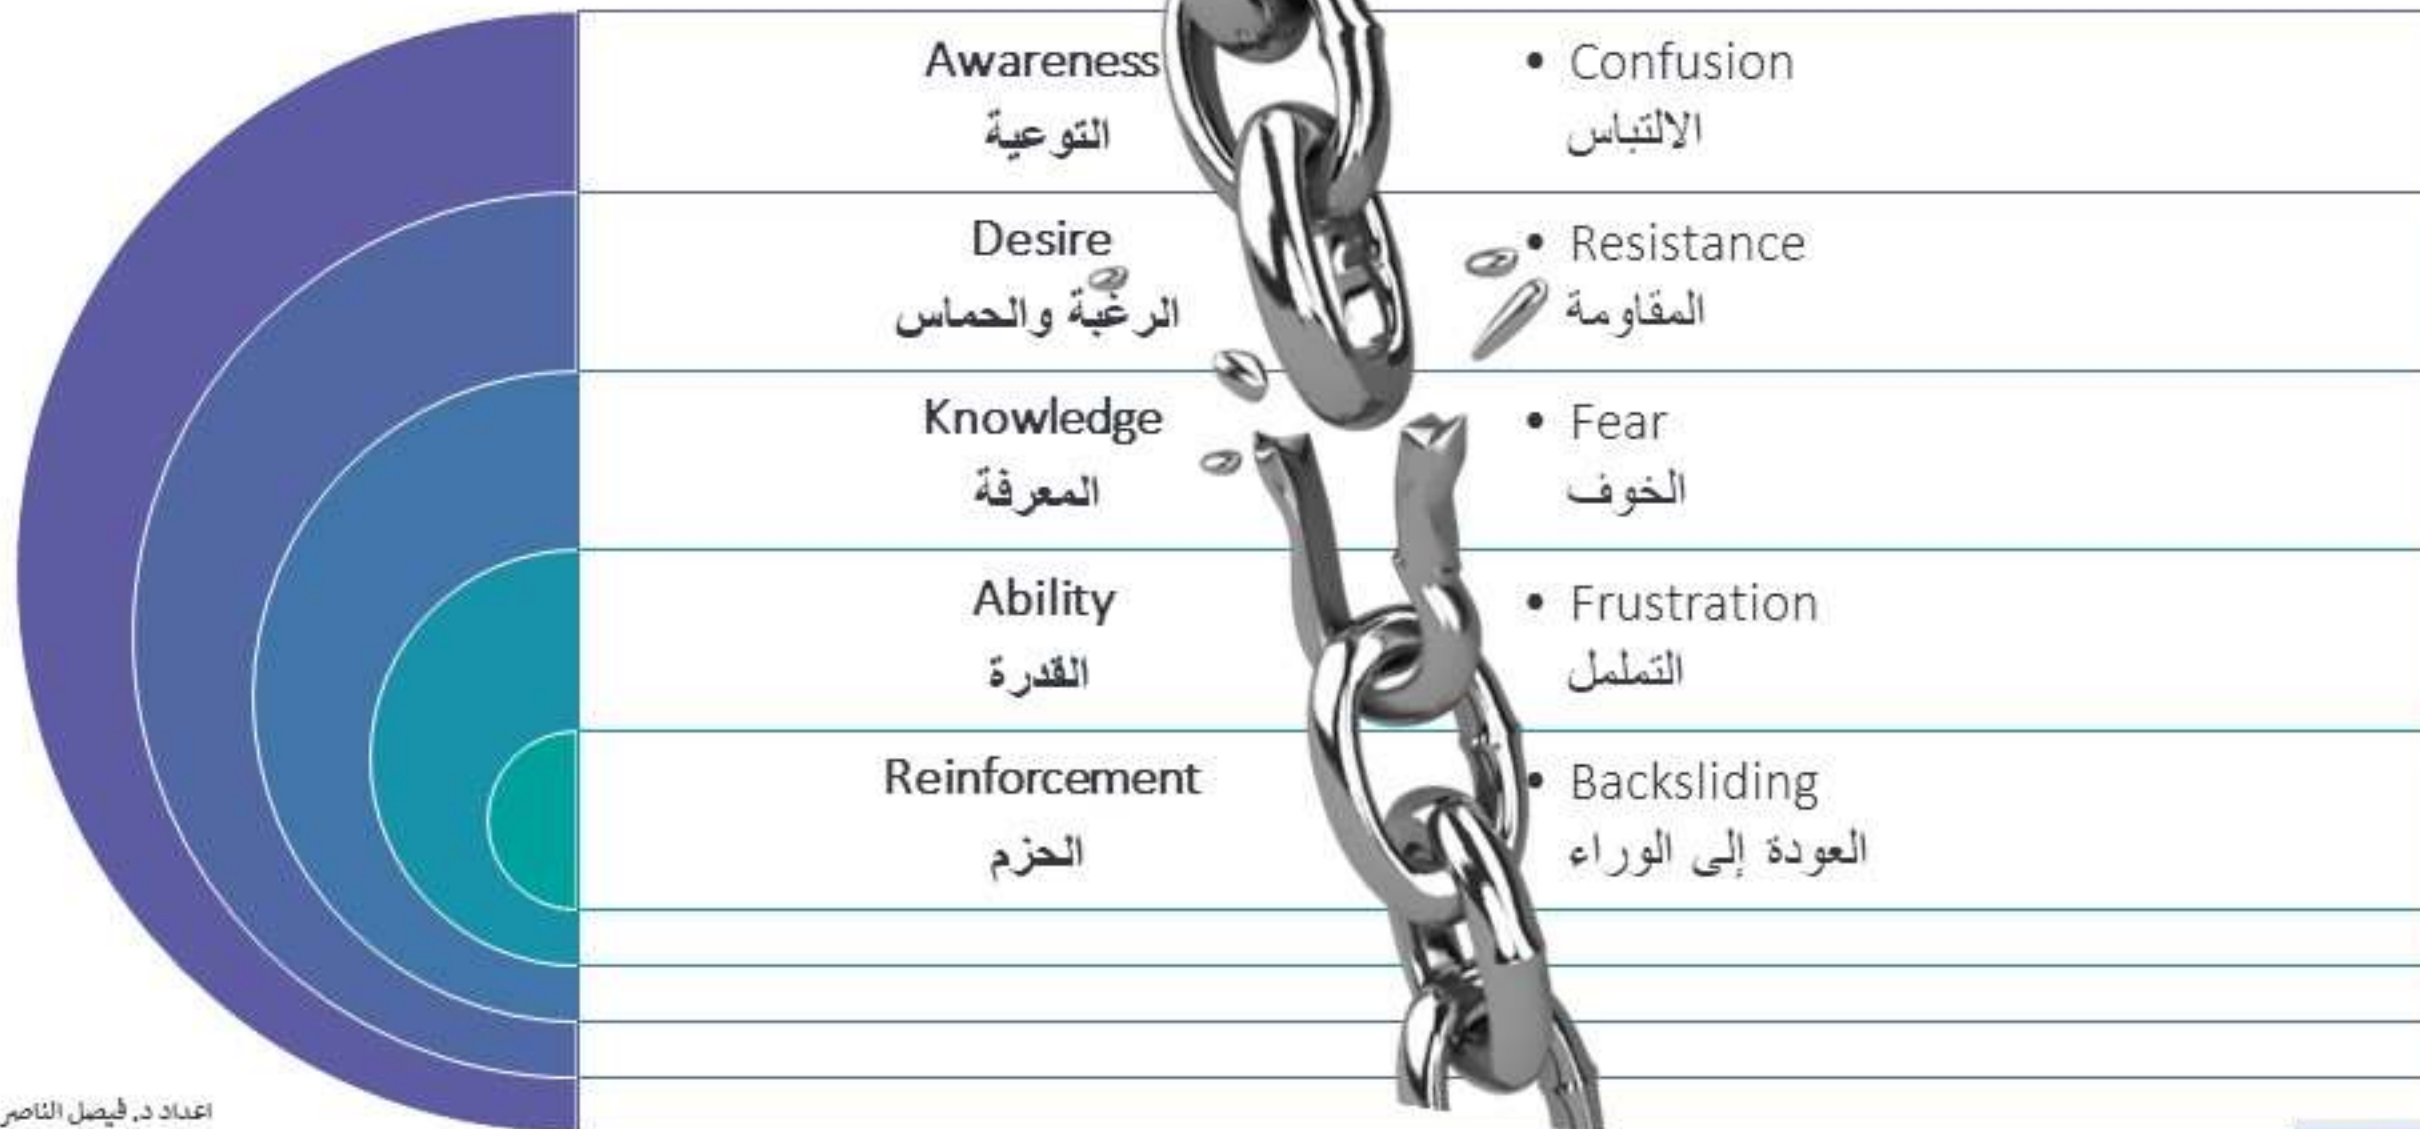 Awareness
التوعية
• Confusion
الالتباس
Desire
الرغبة والحماس
• Resistance
المقاومة
Knowledge
المعرفة
• Fear
الخوف
Ability
القدرة
• Frustration
التململ
Reinforcement
الحزم
• Backsliding
العودة إلى الوراء
اعداد د. فيصل الناصر